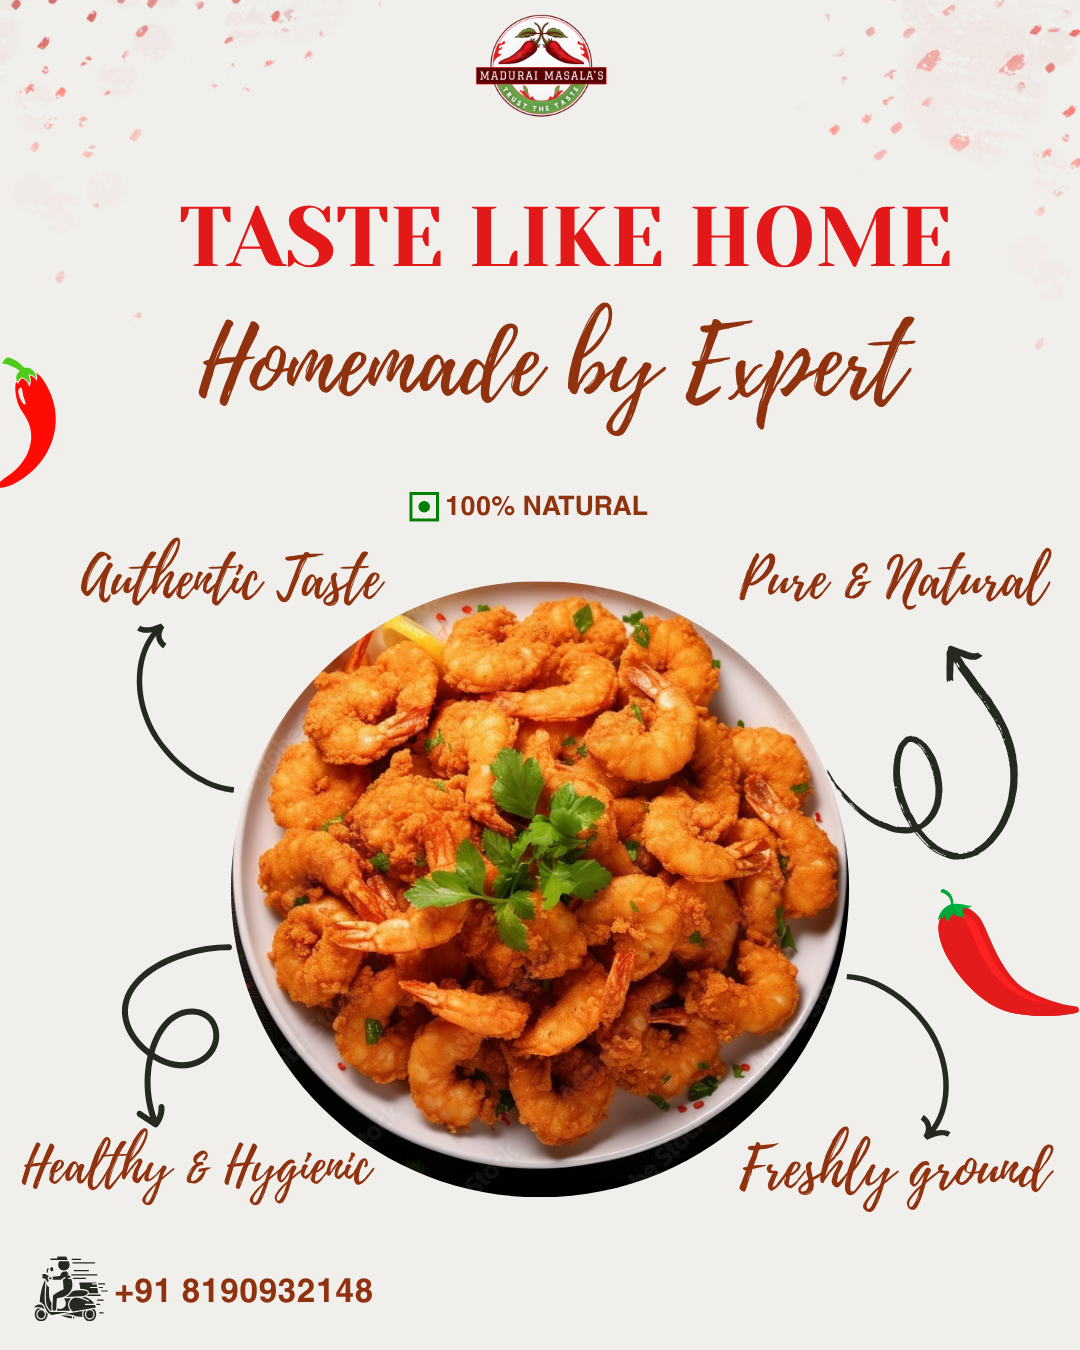 MADURAI MASALA'S
TRUST THE TASTE
TASTE LIKE HOME
Homemade by Expert
100% NATURAL
Authentic Taste
Pure & Natural
Healthy & Hygienic
Freshly ground
+91 8190932148